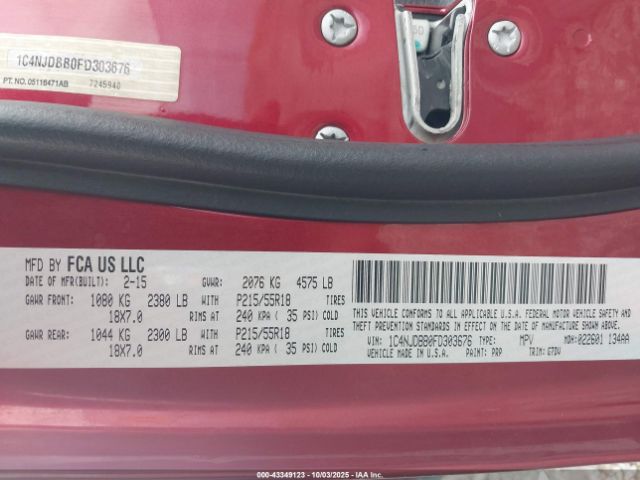 1C4NJDBB0FD303676
PT. NO. 05116471AB 7245940
MFD BY FCA US LLC
DATE OF MFR(BUILT): 2-15 GVWR: 2076 KG 4575 LB
GAWR FRONT: 1080 KG 2380 LB WITH P215/55R18 TIRES
18X7.0 RIMS AT 240 KPA ( 35 PSI) COLD
GAWR REAR: 1044 KG 2300 LB WITH P215/55R18 TIRES
18X7.0 RIMS AT 240 KPA ( 35 PSI) COLD
THIS VEHICLE CONFORMS TO ALL APPLICABLE U.S.A. FEDERAL MOTOR VEHICLE SAFETY AND
THEFT PREVENTION STANDARDS IN EFFECT ON THE DATE OF MANUFACTURE SHOWN ABOVE.
VIN: 1C4NJDBB0FD303676 TYPE: MPV MDH: 022601 134AA
VEHICLE MADE IN U.S.A. PAINT: PRP TRIM: G7DV
000-43349123 - 10/03/2025 - IAA Inc.